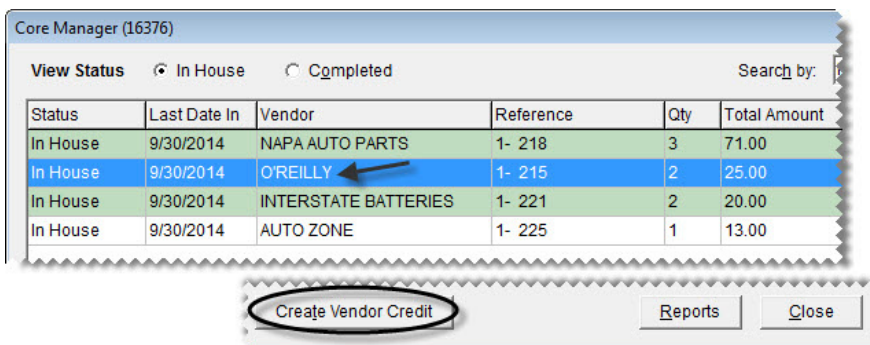 Core Manager (16376)
View Status In House Completed Search by:
Status Last Date In Vendor Reference Qty Total Amount
In House 9/30/2014 NAPA AUTO PARTS 1- 218 3 71.00
In House 9/30/2014 O'REILLY 1- 215 2 25.00
In House 9/30/2014 INTERSTATE BATTERIES 1- 221 2 20.00
In House 9/30/2014 AUTO ZONE 1- 225 1 13.00
Create Vendor Credit Reports Close